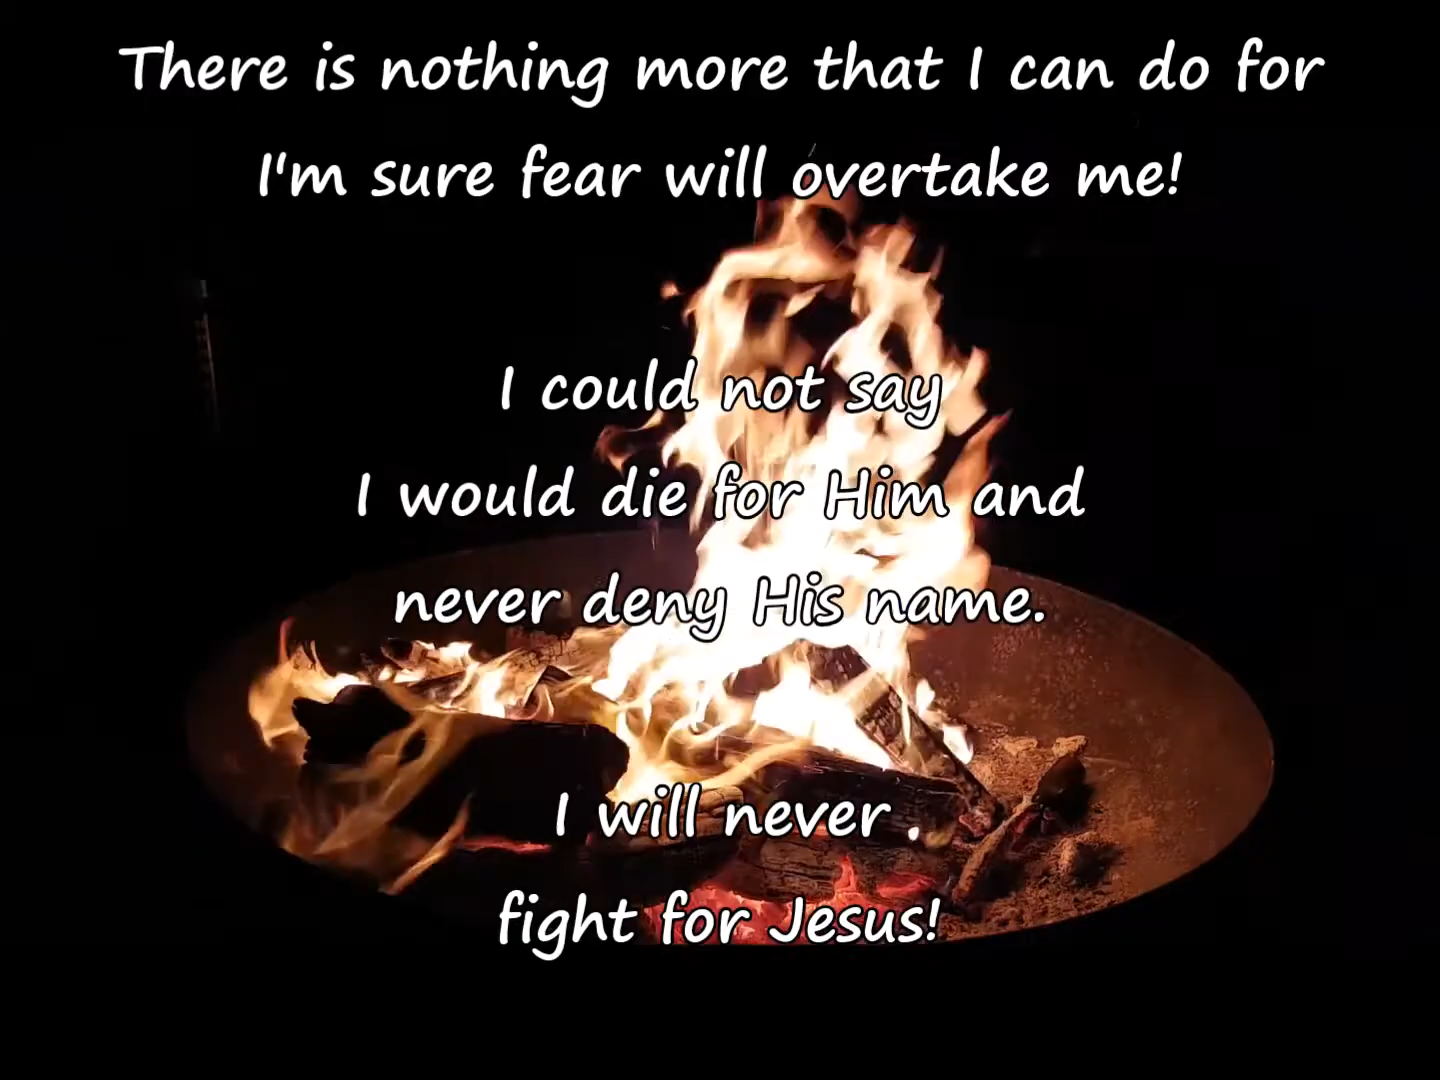 There is nothing more that I can do for
I'm sure fear will overtake me!
I could not say
I would die for Him and
never deny His name.
I will never .
fight for Jesus!